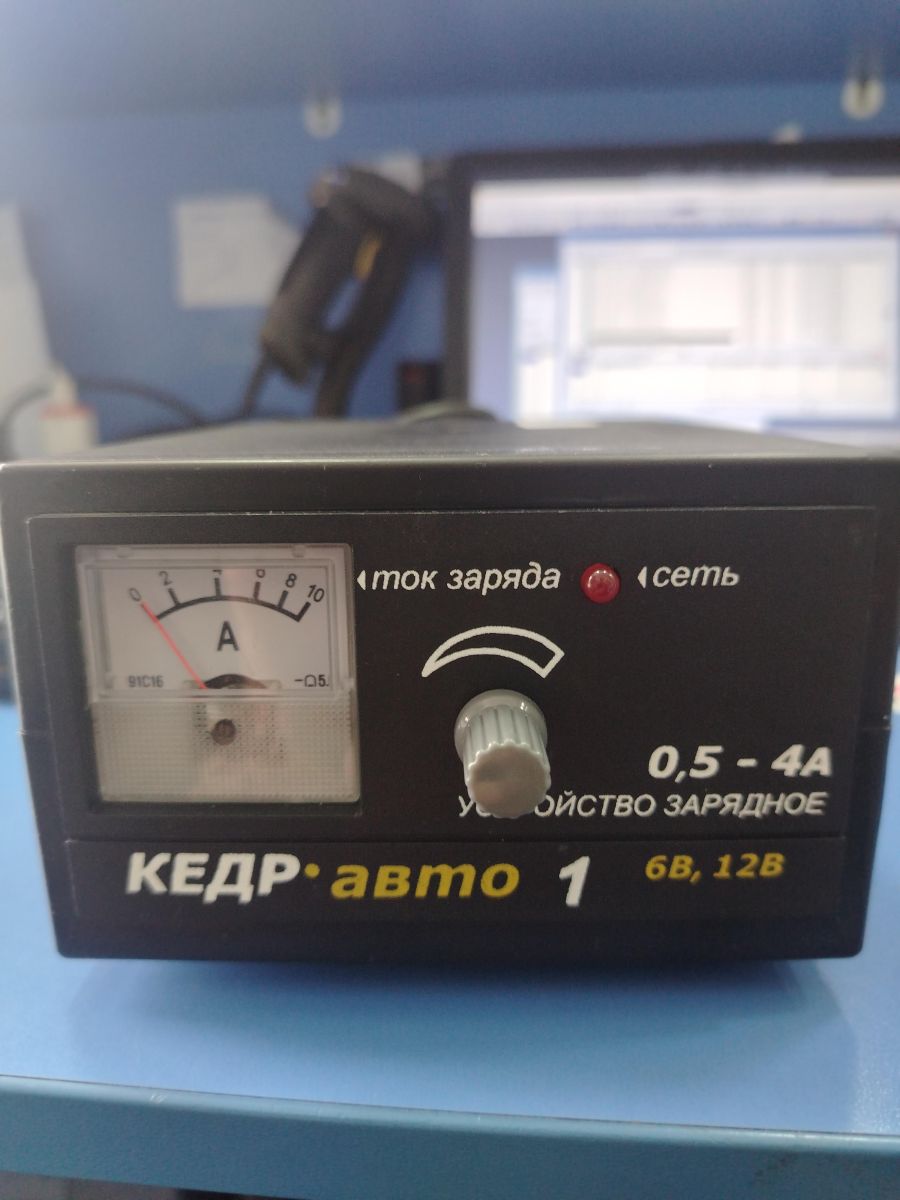 0 2 4 6 8 10
A
91C16
5.
ток заряда
сеть
0,5 - 4А
УСТРОЙСТВО ЗАРЯДНОЕ
КЕДР·авто 1
6В, 12В